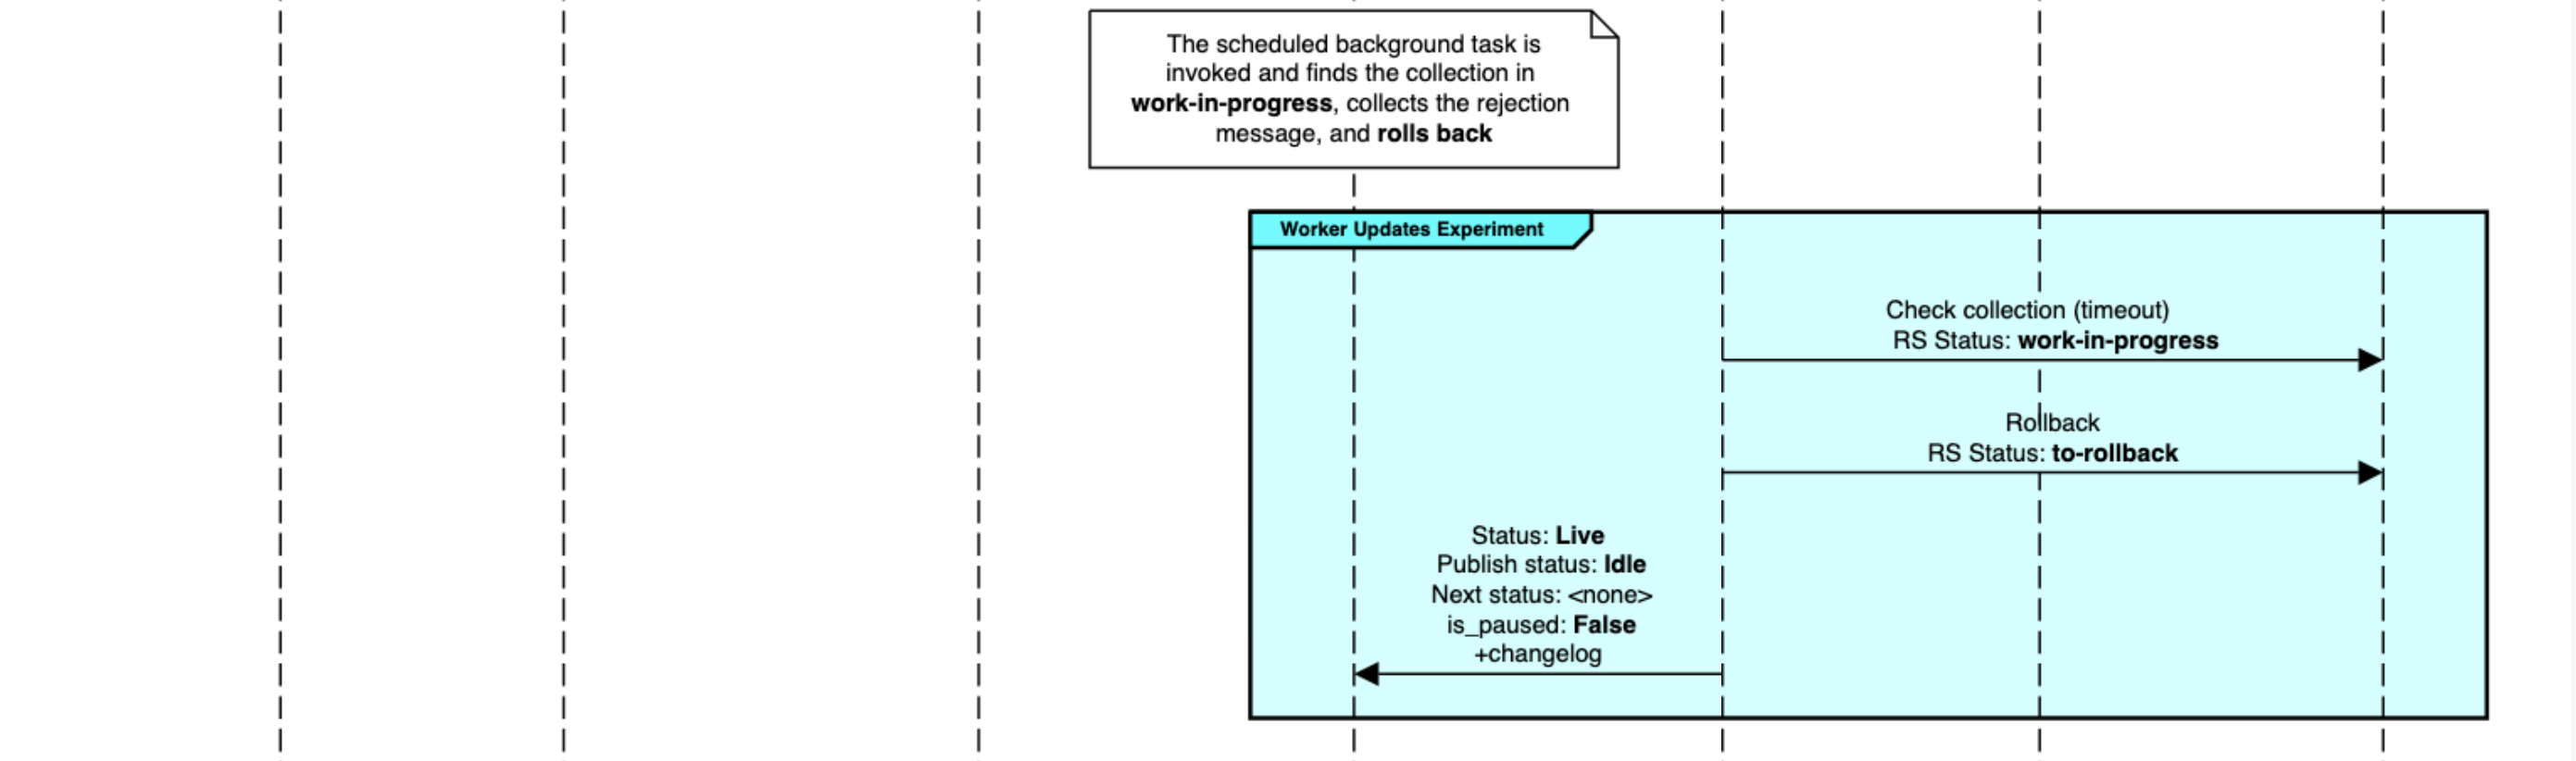 The scheduled background task is
invoked and finds the collection in
work-in-progress, collects the rejection
message, and rolls back
Worker Updates Experiment
Check collection (timeout)
RS Status: work-in-progress
Rollback
RS Status: to-rollback
Status: Live
Publish status: Idle
Next status: <none>
is_paused: False
+changelog